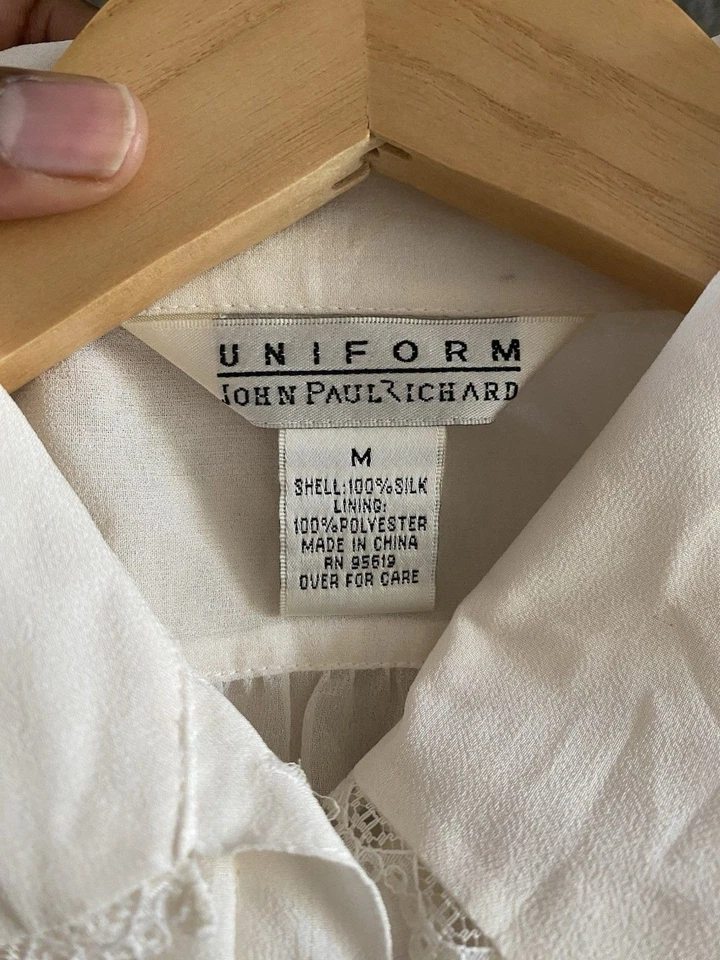 UNIFORM
JOHN PAUL RICHARD
M
SHELL:100%SILK
LINING:
100%POLYESTER
MADE IN CHINA
RN 95619
OVER FOR CARE